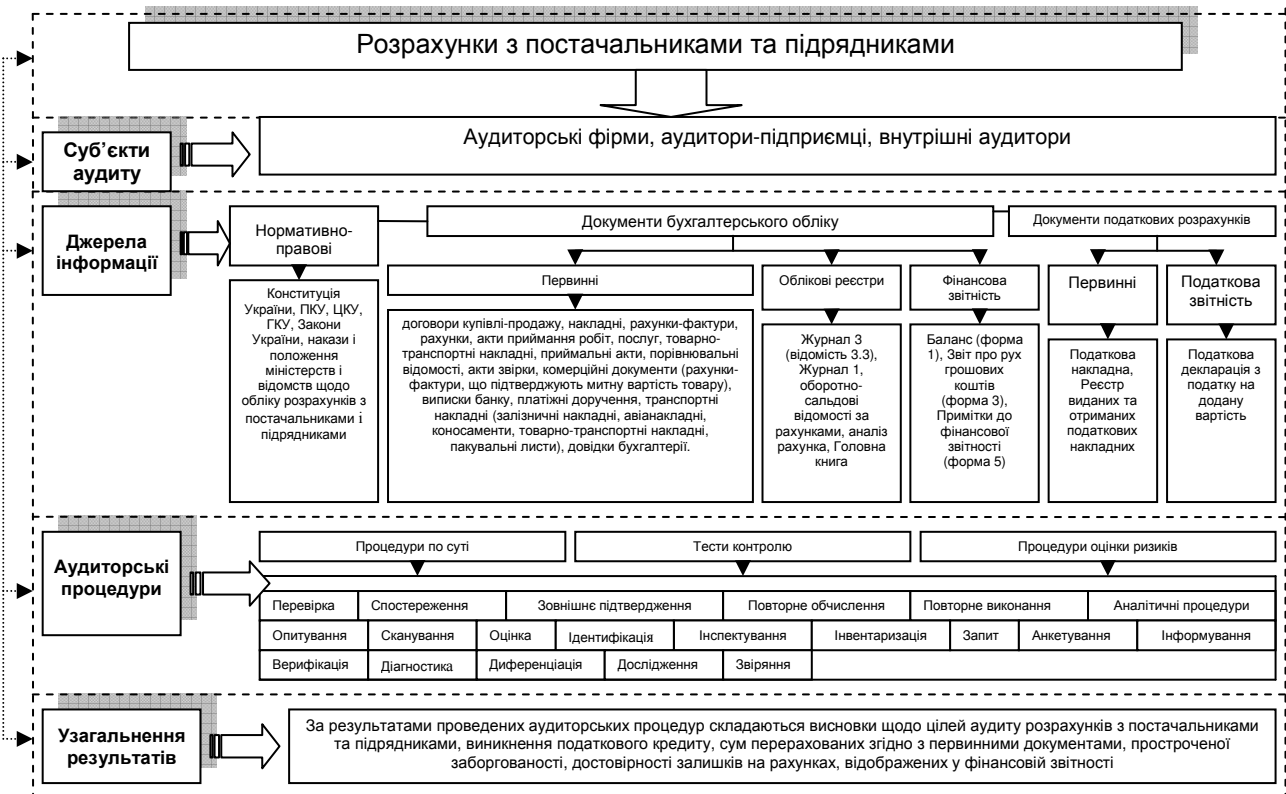 Розрахунки з постачальниками та підрядниками
Суб’єкти
аудиту
Аудиторські фірми, аудитори-підприємці, внутрішні аудитори
Джерела
інформації
Нормативно-
правові
Документи бухгалтерського обліку
Документи податкових розрахунків
Первинні
Облікові реєстри
Фінансова
звітність
Первинні
Податкова
звітність
Конституція
України, ПКУ, ЦКУ,
ГКУ, Закони
України, накази і
положення
міністерств і
відомств щодо
обліку розрахунків з
постачальниками і
підрядниками
договори купівлі-продажу, накладні, рахунки-фактури,
рахунки, акти приймання робіт, послуг, товарно-
транспортні накладні, приймальні акти, порівнювальні
відомості, акти звірки, комерційні документи (рахунки-
фактури, що підтверджують митну вартість товару),
виписки банку, платіжні доручення, транспортні
накладні (залізничні накладні, авіанакладні,
коносаменти, товарно-транспортні накладні,
пакувальні листи), довідки бухгалтерії.
Журнал 3
(відомість 3.3),
Журнал 1,
оборотно-
сальдові
відомості за
рахунками, аналіз
рахунка, Головна
книга
Баланс (форма
1), Звіт про рух
грошових
коштів
(форма 3),
Примітки до
фінансової
звітності
(форма 5)
Податкова
накладна,
Реєстр
виданих та
отриманих
податкових
накладних
Податкова
декларація з
податку на
додану
вартість
Аудиторські
процедури
Процедури по суті
Тести контролю
Процедури оцінки ризиків
Перевірка Спостереження Зовнішнє підтвердження Повторне обчислення Повторне виконання Аналітичні процедури
Опитування Сканування Оцінка Ідентифікація Інспектування Інвентаризація Запит Анкетування Інформування
Верифікація Діагностика Диференціація Дослідження Звіряння
Узагальнення
результатів
За результатами проведених аудиторських процедур складаються висновки щодо цілей аудиту розрахунків з постачальниками
та підрядниками, виникнення податкового кредиту, сум перерахованих згідно з первинними документами, простроченої
заборгованості, достовірності залишків на рахунках, відображених у фінансовій звітності